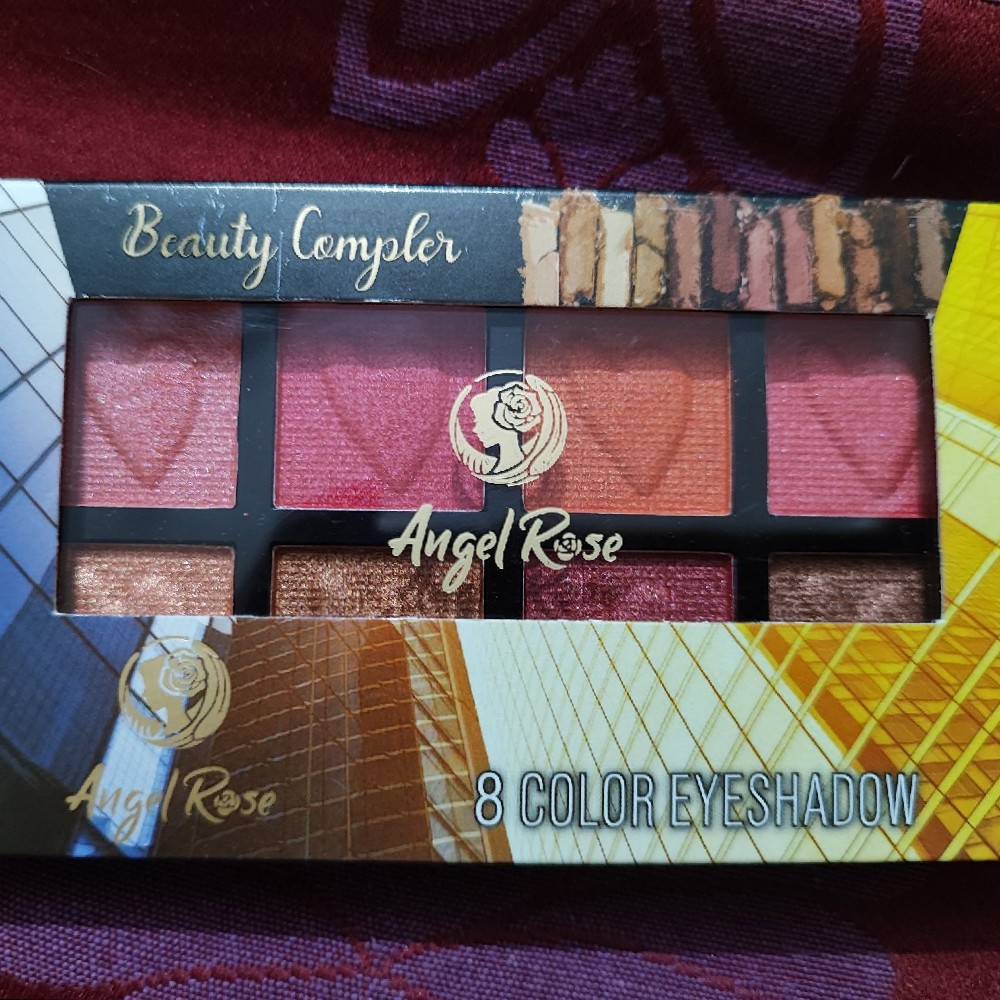 Beauty Compler
Angel Rose
Angel Rose
8 COLOR EYESHADOW